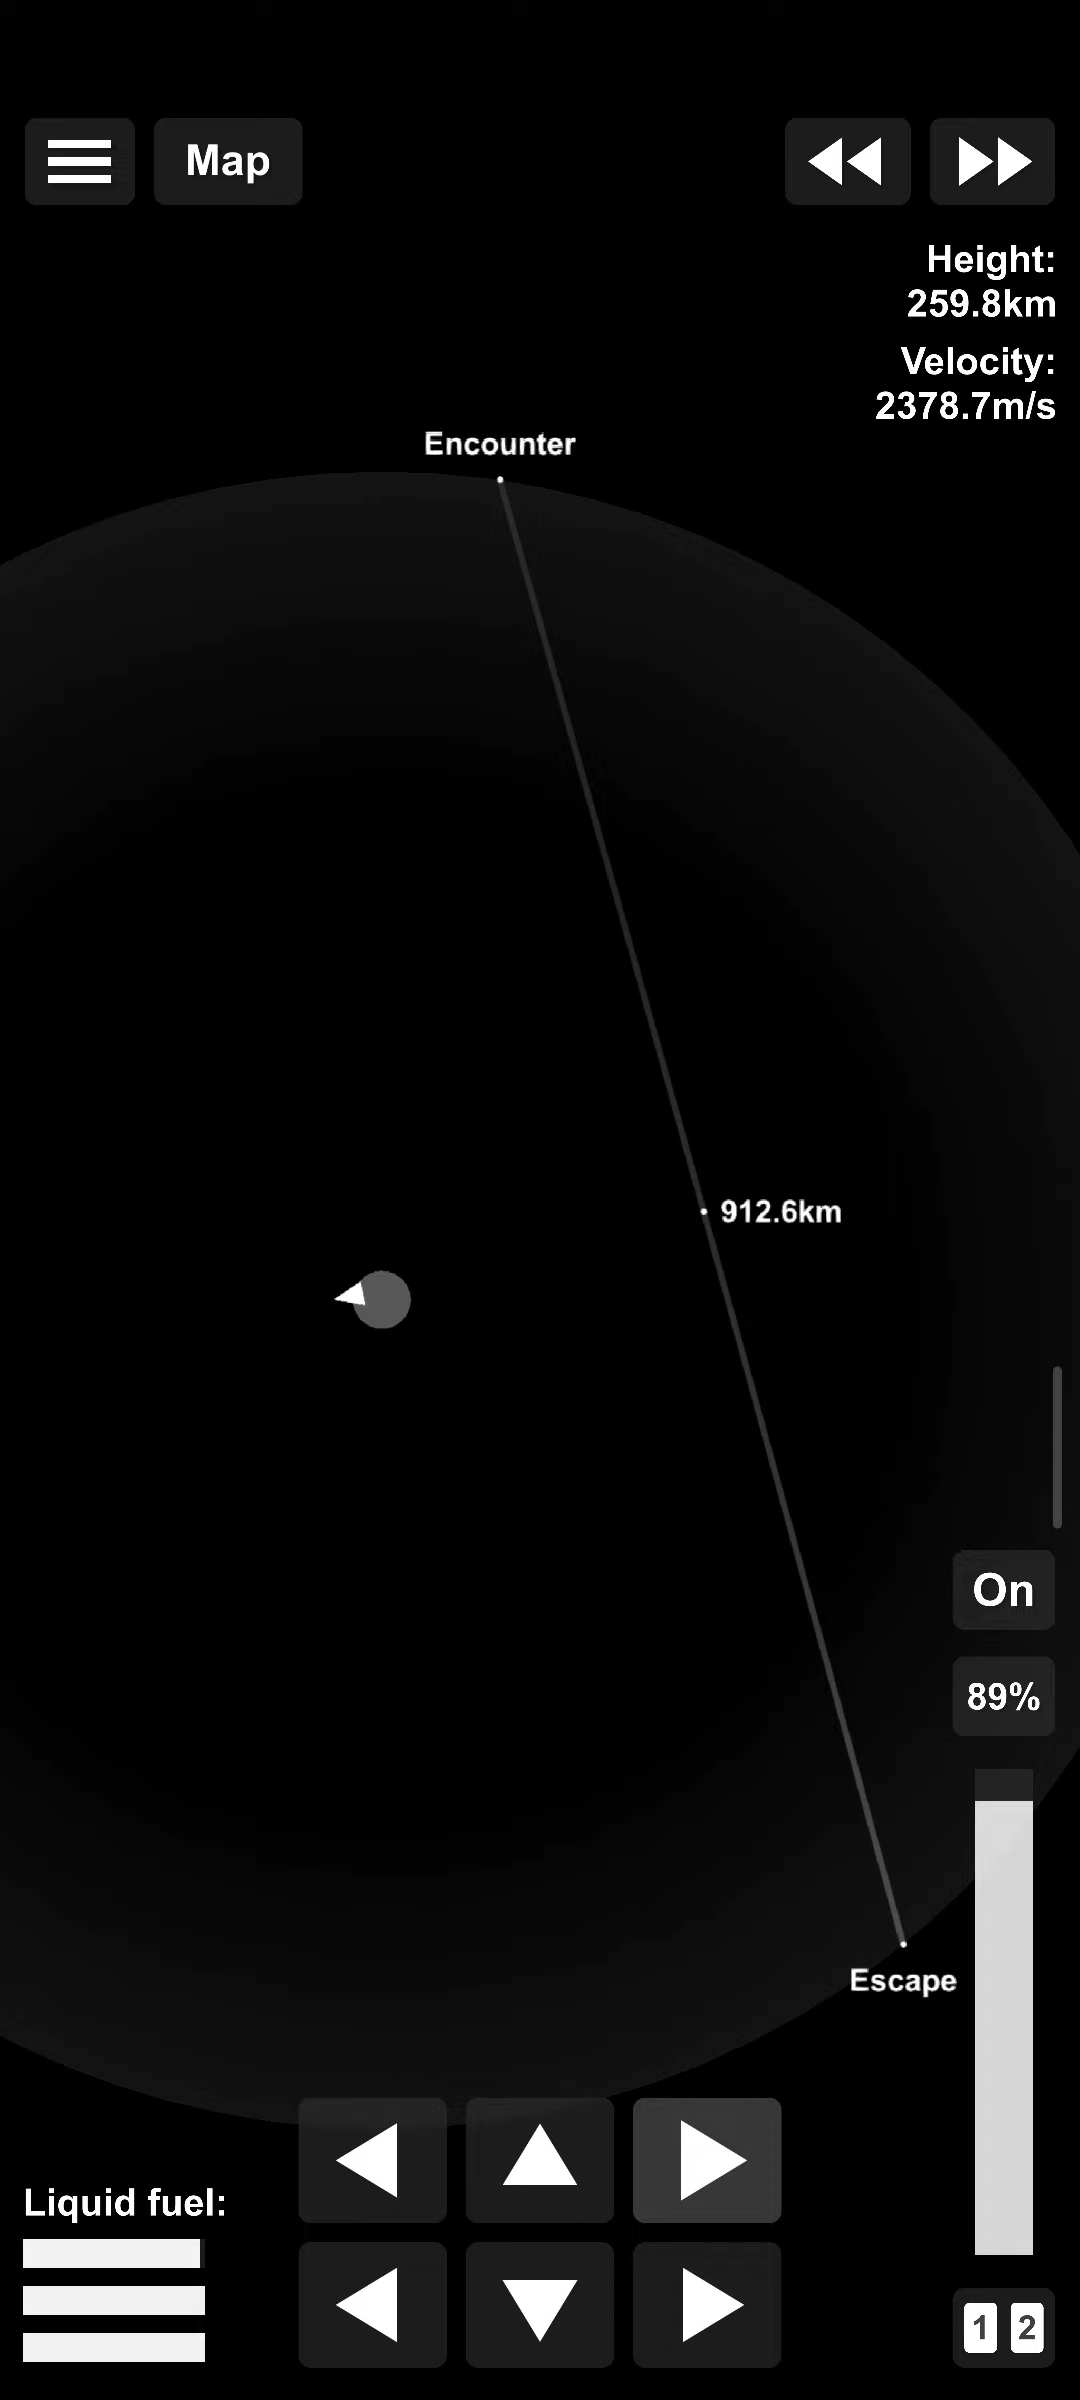 Map
Height:
259.8km
Velocity:
2378.7m/s
Encounter
912.6km
On
89%
Escape
Liquid fuel:
1 2